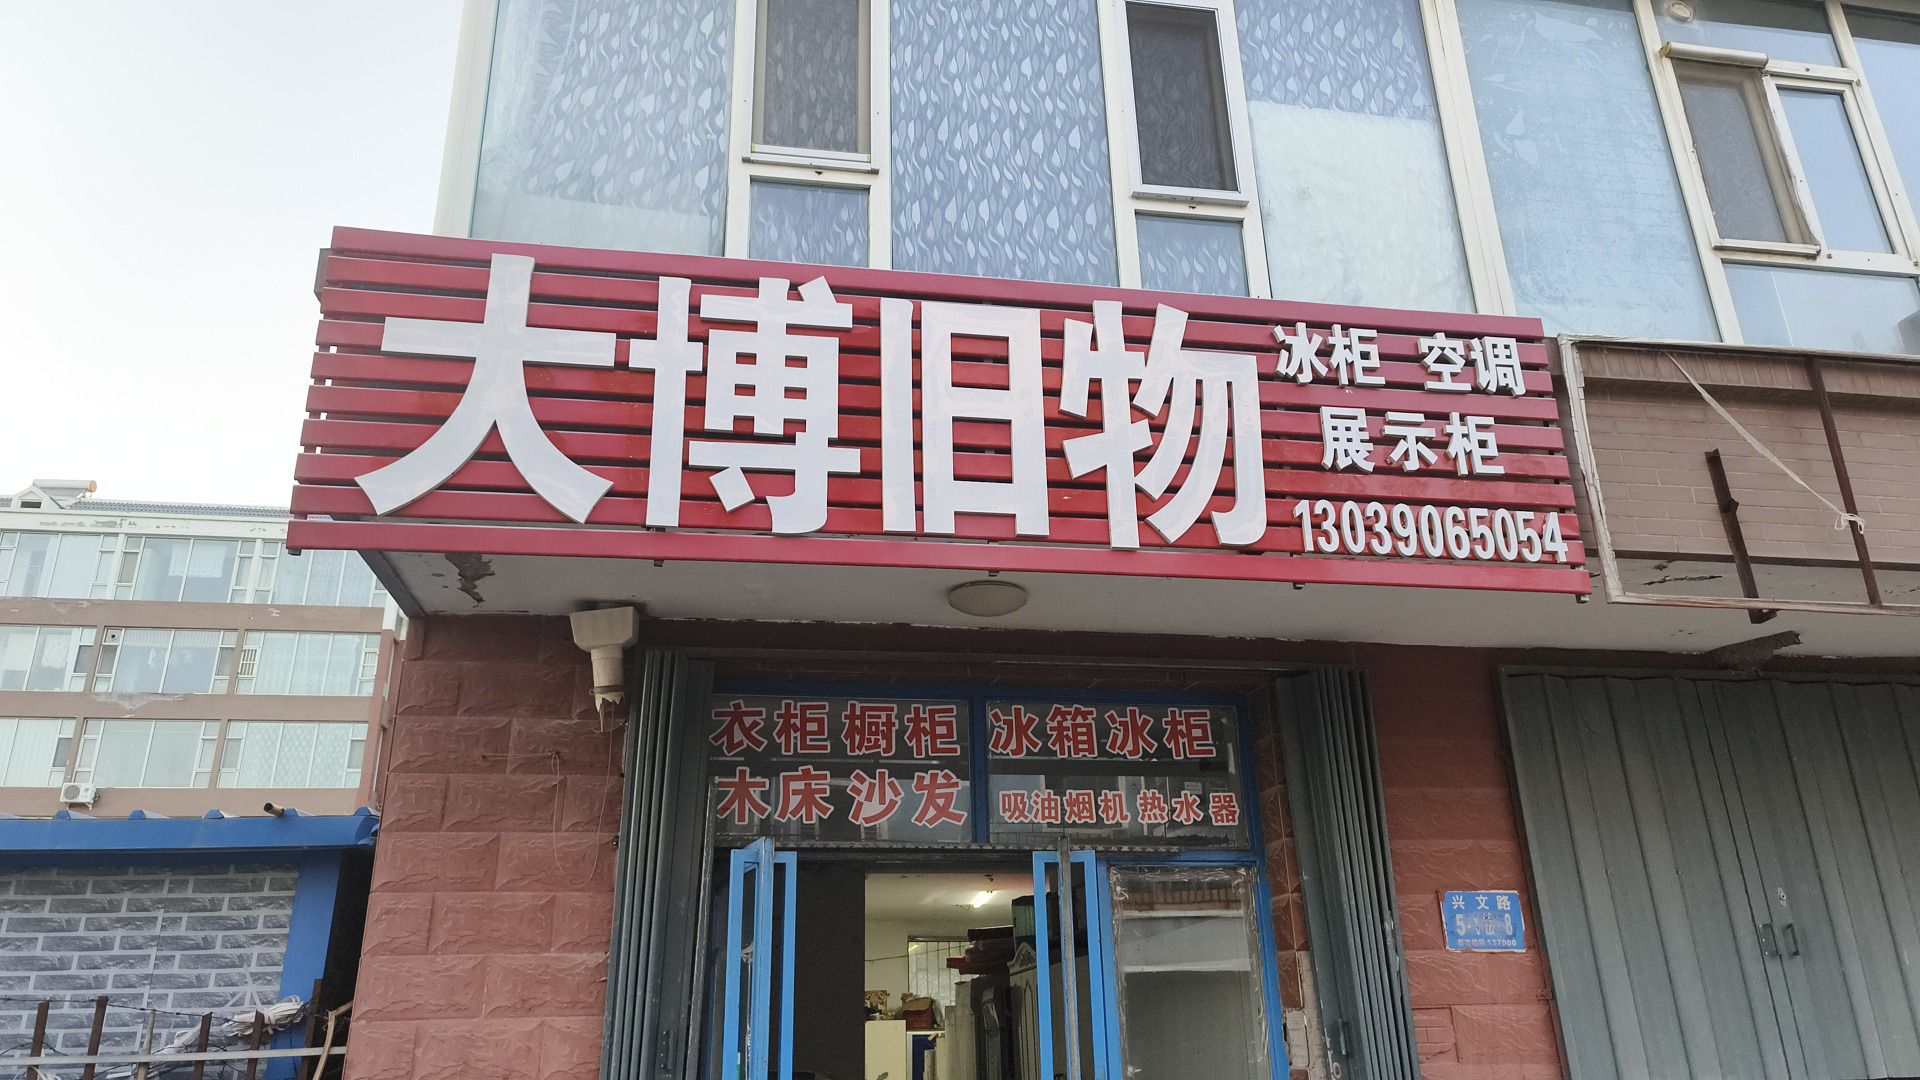 大博旧物
冰柜 空调
展示柜
13039065054
衣柜橱柜 冰箱冰柜
木床沙发 吸油烟机热水器
兴文路
137000